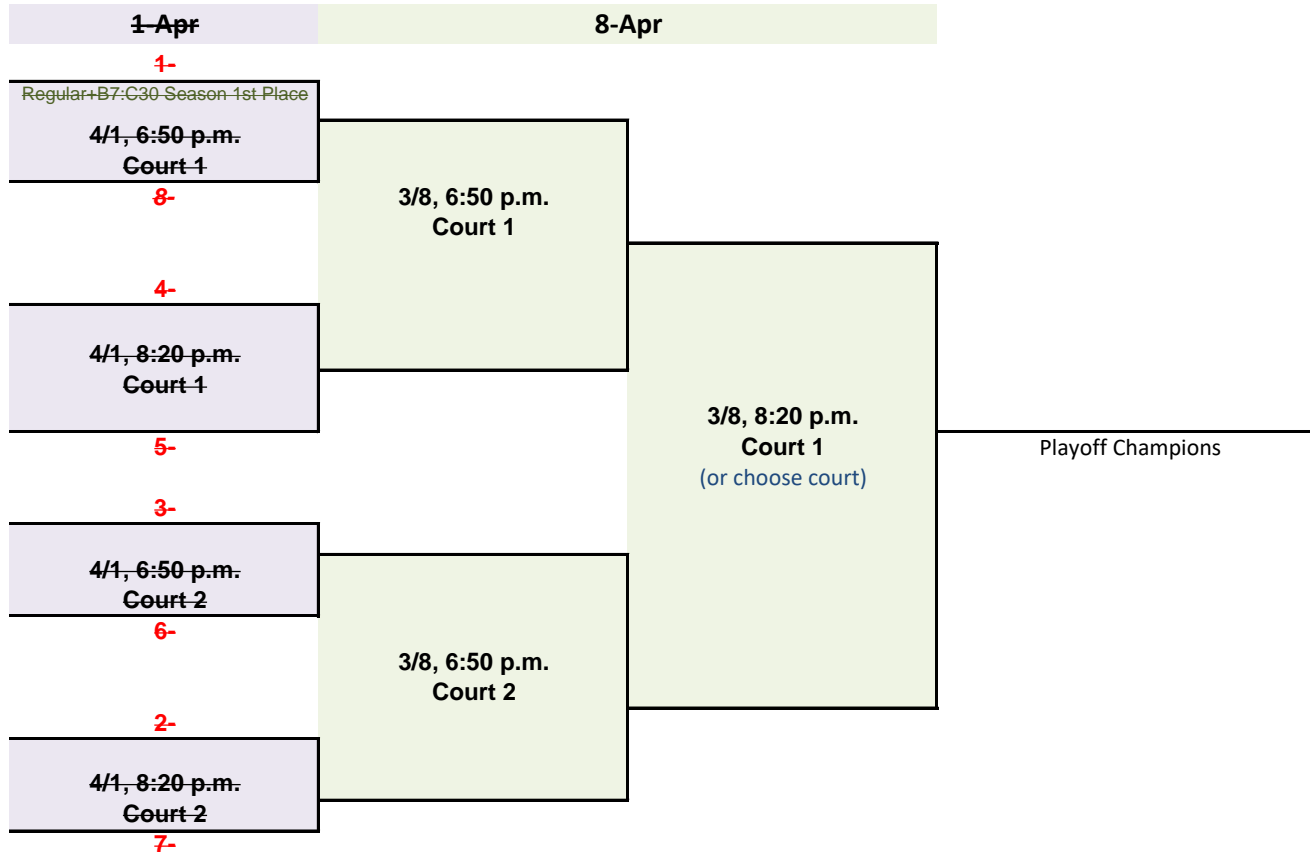 1-Apr
8-Apr
1-
Regular+B7:C30 Season 1st Place
4/1, 6:50 p.m.
Court 1
8-
3/8, 6:50 p.m.
Court 1
4-
4/1, 8:20 p.m.
Court 1
5-
3/8, 8:20 p.m.
Court 1
(or choose court)
Playoff Champions
3-
4/1, 6:50 p.m.
Court 2
6-
3/8, 6:50 p.m.
Court 2
2-
4/1, 8:20 p.m.
Court 2
7-